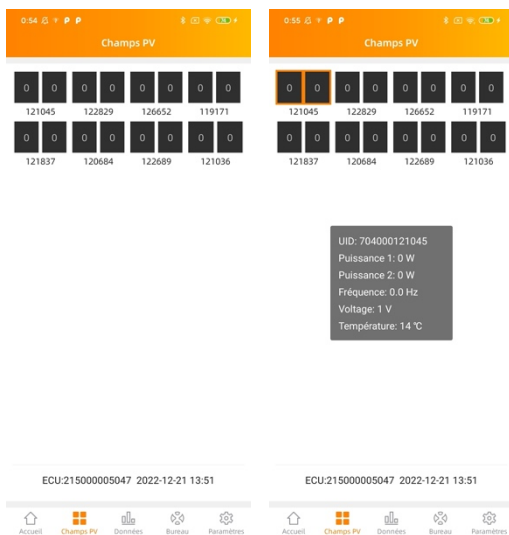 0:54
76
Champs PV
0 0 0 0 0 0 0 0
121045 122829 126652 119171
0 0 0 0 0 0 0 0
121837 120684 122689 121036
ECU:215000005047 2022-12-21 13:51
Accueil Champs PV Données Bureau Paramètres
0:55
76
Champs PV
0 0 0 0 0 0 0 0
121045 122829 126652 119171
0 0 0 0 0 0 0 0
121837 120684 122689 121036
UID: 704000121045
Puissance 1: 0 W
Puissance 2: 0 W
Fréquence: 0.0 Hz
Voltage: 1 V
Température: 14 ℃
ECU:215000005047 2022-12-21 13:51
Accueil Champs PV Données Bureau Paramètres